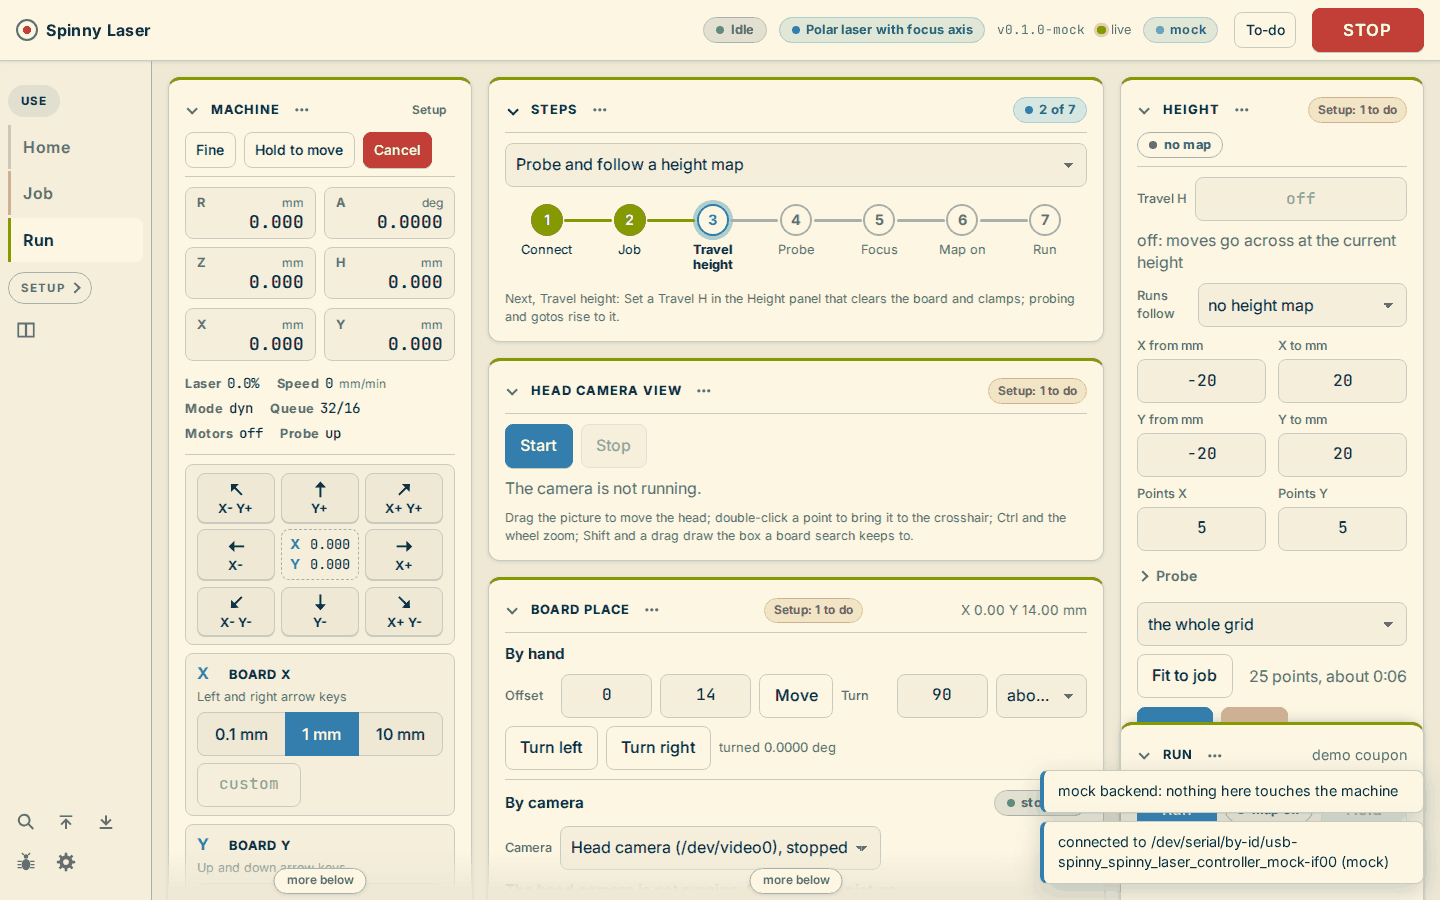 Spinny Laser
Idle
Polar laser with focus axis
v0.1.0-mock
live
mock
To-do
STOP
USE
Home
Job
Run
SETUP
MACHINE
Setup
Fine
Hold to move
Cancel
R mm
0.000
A deg
0.0000
Z mm
0.000
H mm
0.000
X mm
0.000
Y mm
0.000
Laser 0.0% Speed 0 mm/min
Mode dyn Queue 32/16
Motors off Probe up
X- Y+
Y+
X+ Y+
X-
X 0.000
Y 0.000
X+
X- Y-
Y-
X+ Y-
X BOARD X
Left and right arrow keys
0.1 mm
1 mm
10 mm
custom
Y BOARD Y
Up and down arrow keys
more below
STEPS
2 of 7
Probe and follow a height map
1 2 3 4 5 6 7
Connect
Job
Travel height
Probe
Focus
Map on
Run
Next, Travel height: Set a Travel H in the Height panel that clears the board and clamps; probing
and gotos rise to it.
HEAD CAMERA VIEW
Setup: 1 to do
Start
Stop
The camera is not running.
Drag the picture to move the head; double-click a point to bring it to the crosshair; Ctrl and the
wheel zoom; Shift and a drag draw the box a board search keeps to.
BOARD PLACE
Setup: 1 to do
X 0.00 Y 14.00 mm
By hand
Offset
0
14
Move
Turn
90
abo...
Turn left
Turn right
turned 0.0000 deg
By camera
Camera
Head camera (/dev/video0), stopped
more below
HEIGHT
Setup: 1 to do
no map
Travel H
off
off: moves go across at the current
height
Runs
follow
no height map
X from mm
X to mm
-20
20
Y from mm
Y to mm
-20
20
Points X
Points Y
5
5
Probe
the whole grid
Fit to job
25 points, about 0:06
RUN
demo coupon
mock backend: nothing here touches the machine
connected to /dev/serial/by-id/usb-
spinny_spinny_laser_controller_mock-if00 (mock)